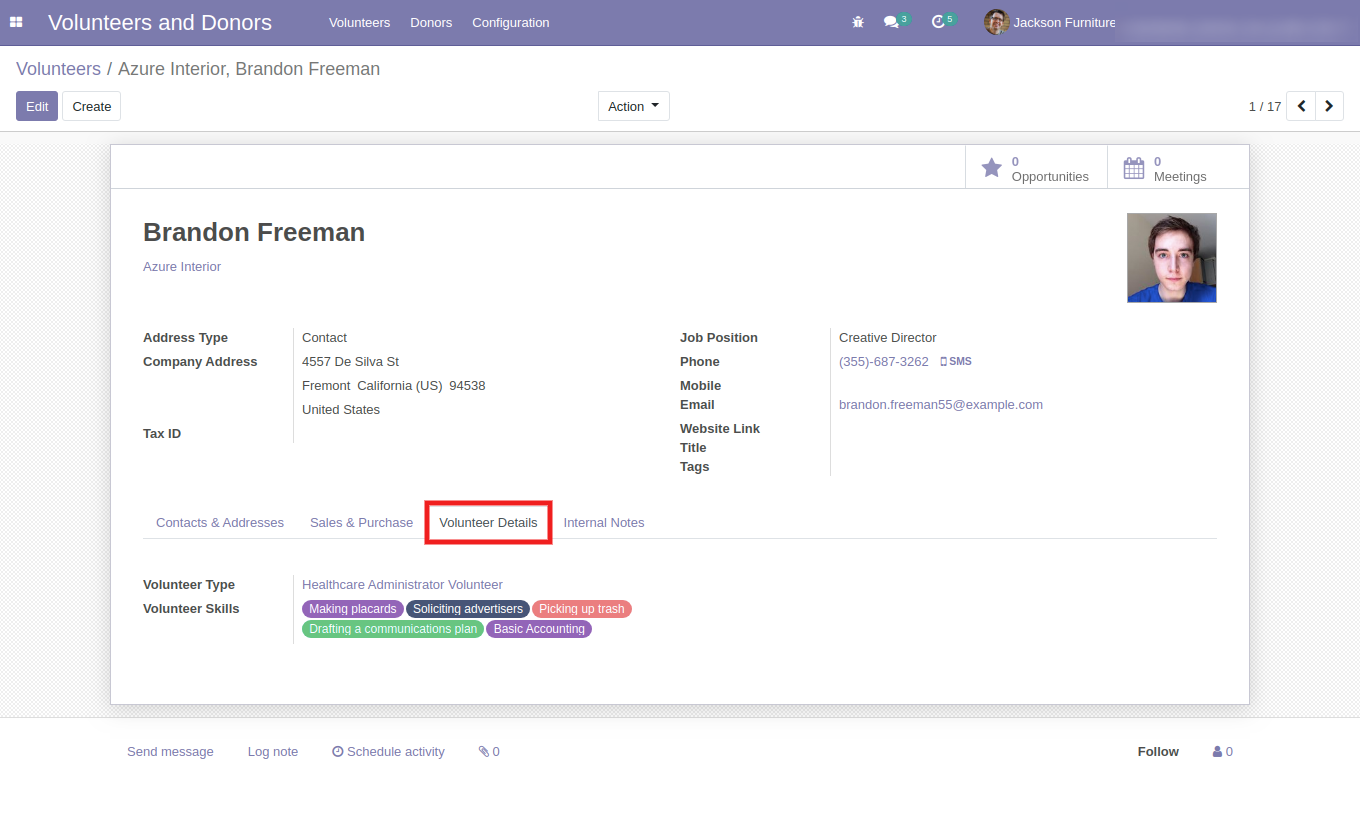 Volunteers and Donors Volunteers Donors Configuration 3 5 Jackson Furniture
Volunteers / Azure Interior, Brandon Freeman
Edit Create Action 1 / 17
0 Opportunities
0 Meetings
Brandon Freeman
Azure Interior
Address Type Contact
Company Address 4557 De Silva St
Fremont California (US) 94538
United States
Tax ID
Job Position Creative Director
Phone (355)-687-3262 SMS
Mobile
Email brandon.freeman55@example.com
Website Link
Title
Tags
Contacts & Addresses Sales & Purchase Volunteer Details Internal Notes
Volunteer Type Healthcare Administrator Volunteer
Volunteer Skills Making placards Soliciting advertisers Picking up trash
Drafting a communications plan Basic Accounting
Send message Log note Schedule activity 0 Follow 0